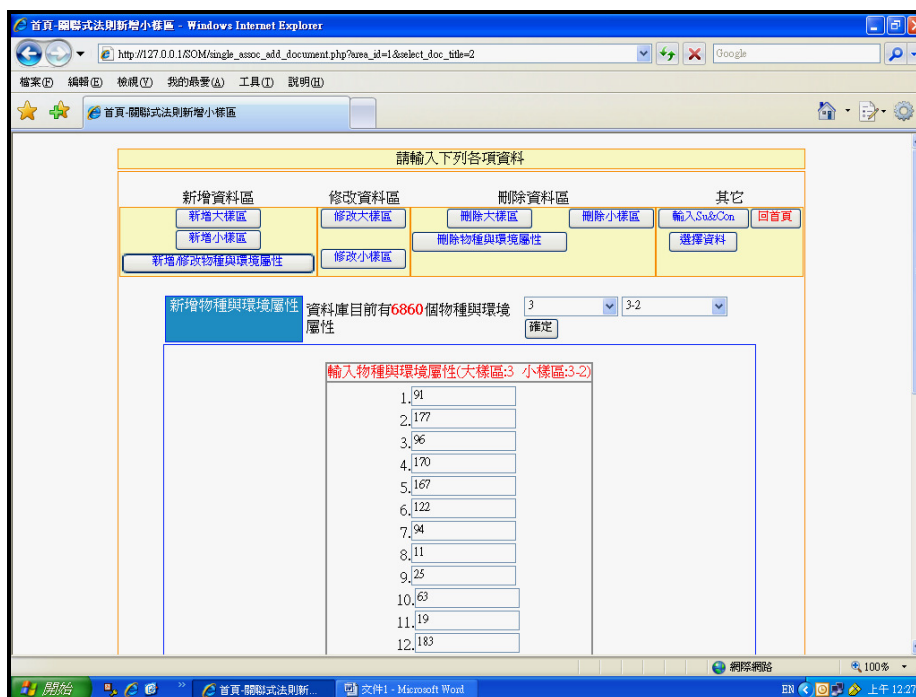 首頁-關聯式法則新增小樣區 - Windows Internet Explorer
http://127.0.0.1/SOM/single_assoc_add_document.php?area_id=1&select_doc_title=2
Google
檔案(F) 編輯(E) 檢視(V) 我的最愛(A) 工具(T) 說明(H)
首頁-關聯式法則新增小樣區
請輸入下列各項資料
新增資料區 修改資料區 刪除資料區 其它
新增大樣區 修改大樣區 刪除大樣區 刪除小樣區 輸入Su&Con 回首頁
新增小樣區 刪除物種與環境屬性 選擇資料
新增/修改物種與環境屬性 修改小樣區
新增物種與環境屬性 資料庫目前有6860個物種與環境屬性 3 3-2
確定
輸入物種與環境屬性(大樣區:3 小樣區:3-2)
1. 91
2. 177
3. 96
4. 170
5. 167
6. 122
7. 94
8. 11
9. 25
10. 63
11. 19
12. 183
網際網路 100%
開始 首頁-關聯式法則新... 文件1 - Microsoft Word EN 上午 12:27